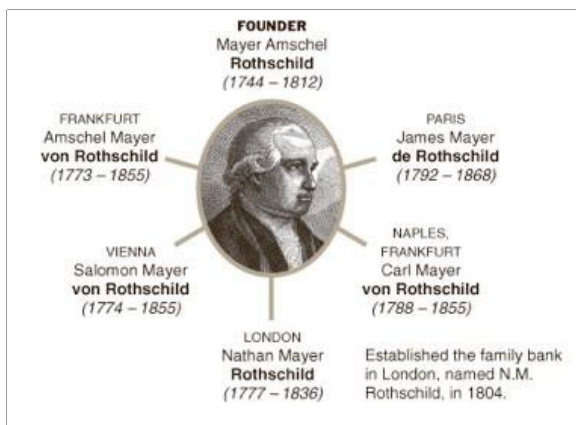 FOUNDER
Mayer Amschel
Rothschild
(1744 – 1812)
FRANKFURT
Amschel Mayer
von Rothschild
(1773 – 1855)
PARIS
James Mayer
de Rothschild
(1792 – 1868)
VIENNA
Salomon Mayer
von Rothschild
(1774 – 1855)
NAPLES,
FRANKFURT
Carl Mayer
von Rothschild
(1788 – 1855)
LONDON
Nathan Mayer
Rothschild
(1777 – 1836)
Established the family bank
in London, named N.M.
Rothschild, in 1804.